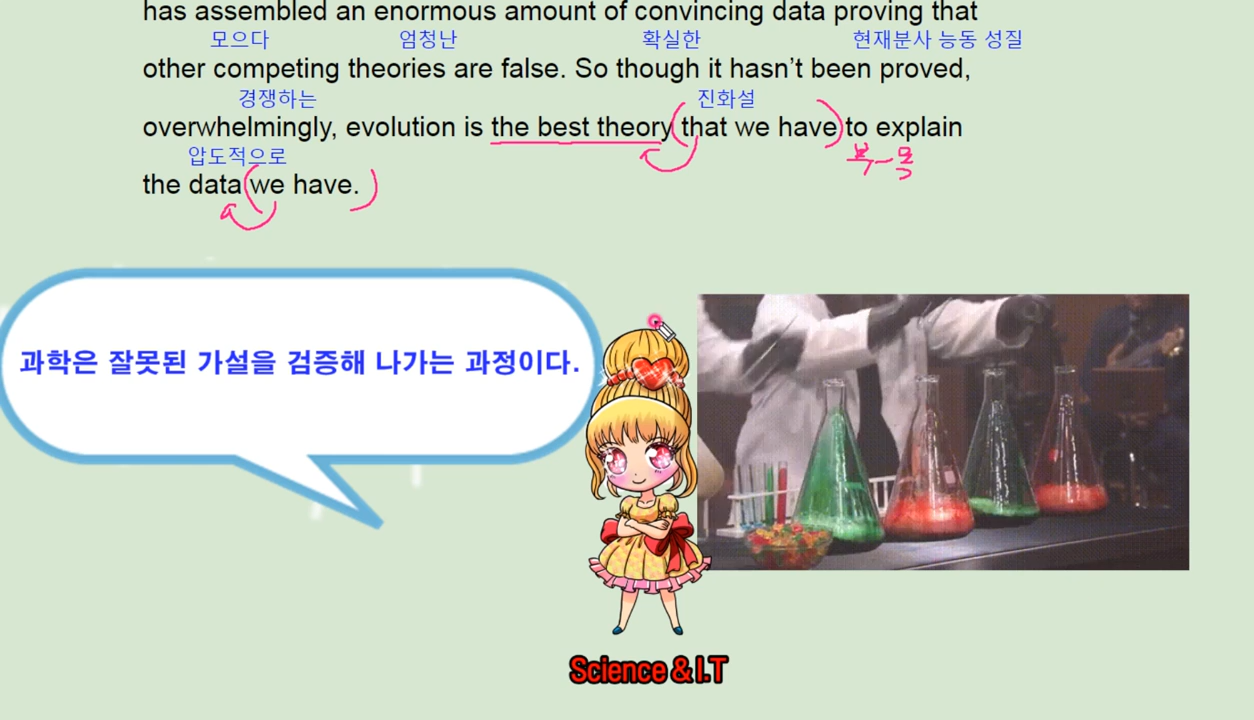 has assembled an enormous amount of convincing data proving that
모으다 엄청난 확실한 현재분사 능동 성질
other competing theories are false. So though it hasn't been proved,
경쟁하는 진화설
overwhelmingly, evolution is the best theory that we have to explain
압도적으로 부-목
the data we have.
과학은 잘못된 가설을 검증해 나가는 과정이다.
Science & I.T